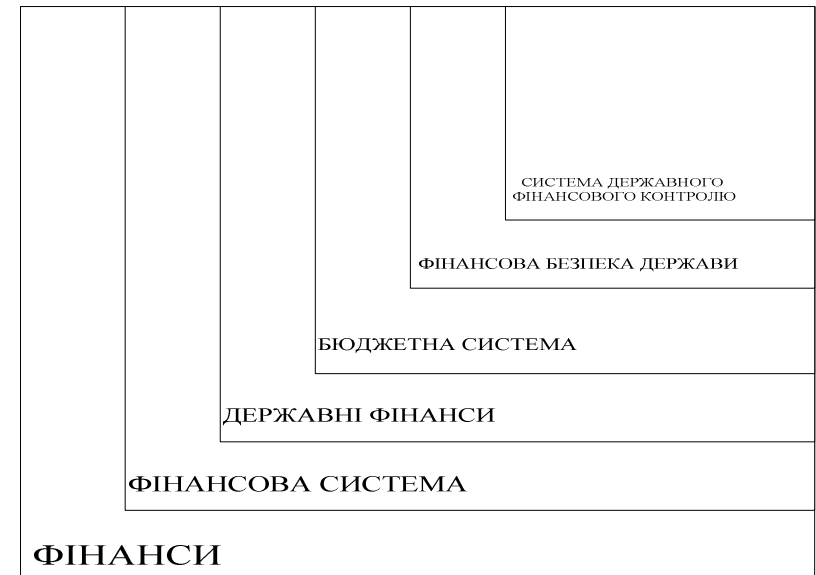 СИСТЕМА ДЕРЖАВНОГО
ФІНАНСОВОГО КОНТРОЛЮ
ФІНАНСОВА БЕЗПЕКА ДЕРЖАВИ
БЮДЖЕТНА СИСТЕМА
ДЕРЖАВНІ ФІНАНСИ
ФІНАНСОВА СИСТЕМА
ФІНАНСИ